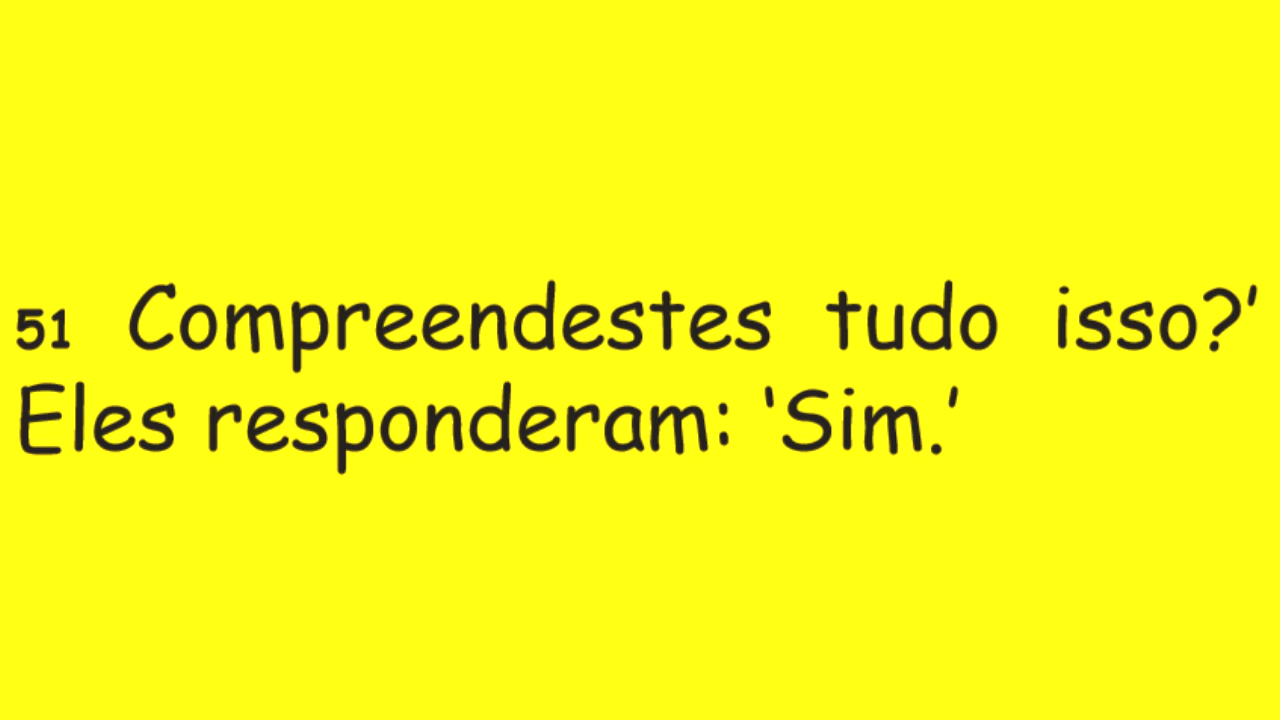 51 Compreendestes tudo isso?’
Eles responderam: ‘Sim.’